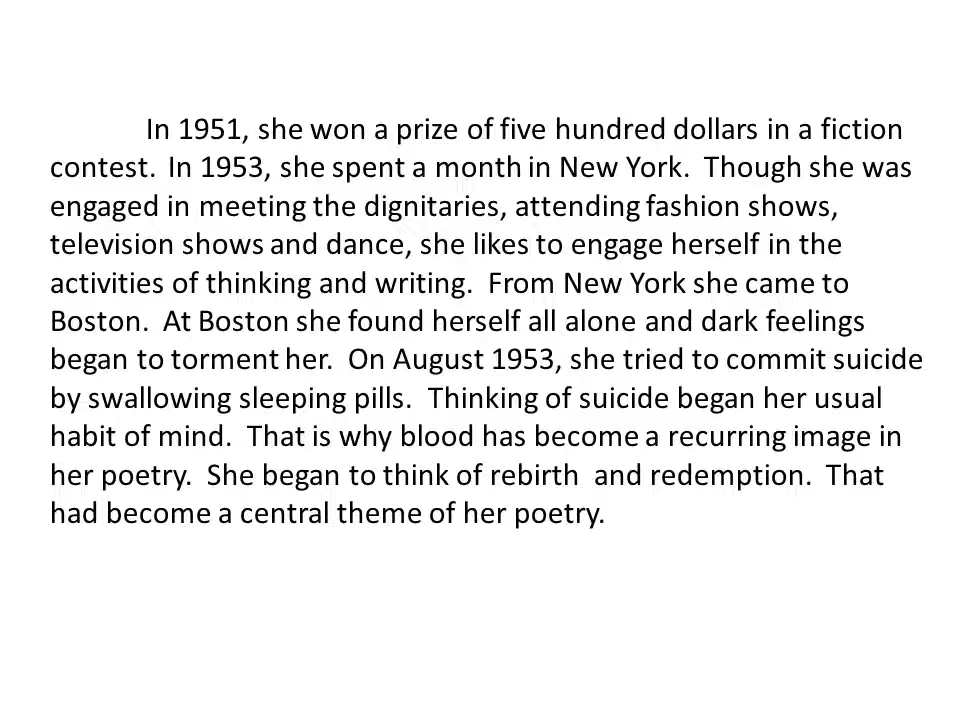 In 1951, she won a prize of five hundred dollars in a fiction
contest. In 1953, she spent a month in New York. Though she was
engaged in meeting the dignitaries, attending fashion shows,
television shows and dance, she likes to engage herself in the
activities of thinking and writing. From New York she came to
Boston. At Boston she found herself all alone and dark feelings
began to torment her. On August 1953, she tried to commit suicide
by swallowing sleeping pills. Thinking of suicide began her usual
habit of mind. That is why blood has become a recurring image in
her poetry. She began to think of rebirth and redemption. That
had become a central theme of her poetry.